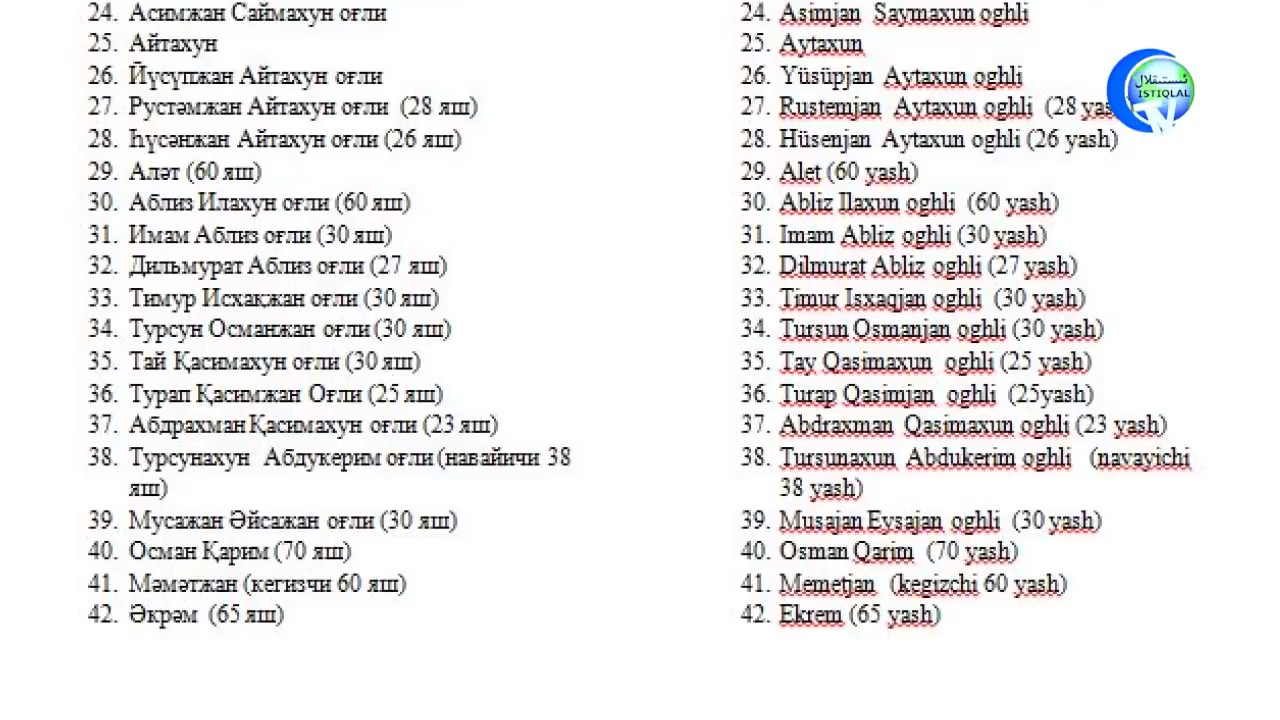 24. Асимжан Саймахун оғли
25. Айтахун
26. Йүсүпжан Айтахун оғли
27. Рустәмжан Айтахун оғли (28 яш)
28. Һүсәнжан Айтахун оғли (26 яш)
29. Аләт (60 яш)
30. Аблиз Илахун оғли (60 яш)
31. Имам Аблиз оғли (30 яш)
32. Дильмурат Аблиз оғли (27 яш)
33. Тимур Исхақжан оғли (30 яш)
34. Турсун Османжан оғли (30 яш)
35. Тай Қасимахун оғли (30 яш)
36. Турап Қасимжан Оғли (25 яш)
37. Абдрахман Қасимахун оғли (23 яш)
38. Турсунахун Абдукерим оғли (навайичи 38
яш)
39. Мусажан Әйсажан оғли (30 яш)
40. Осман Қарим (70 яш)
41. Мәмәтжан (кегизчи 60 яш)
42. Әкрәм (65 яш)
24. Asimjan Saymaxun oghli
25. Aytaxun
26. Yüsüpjan Aytaxun oghli
27. Rustemjan Aytaxun oghli (28 yas
28. Hüsenjan Aytaxun oghli (26 yash)
29. Alet (60 yash)
30. Abliz Ilaxun oghli (60 yash)
31. Imam Abliz oghli (30 yash)
32. Dilmurat Abliz oghli (27 yash)
33. Timur Isxaqjan oghli (30 yash)
34. Tursun Osmanjan oghli (30 yash)
35. Tay Qasimaxun oghli (25 yash)
36. Turap Qasimjan oghli (25yash)
37. Abdraxman Qasimaxun oghli (23 yash)
38. Tursunaxun Abdukerim oghli (navayichi
38 yash)
39. Musajan Eysajan oghli (30 yash)
40. Osman Qarim (70 yash)
41. Memetjan (kegizchi 60 yash)
42. Ekrem (65 yash)
ئىستىقلال
ISTIQLAL
TV